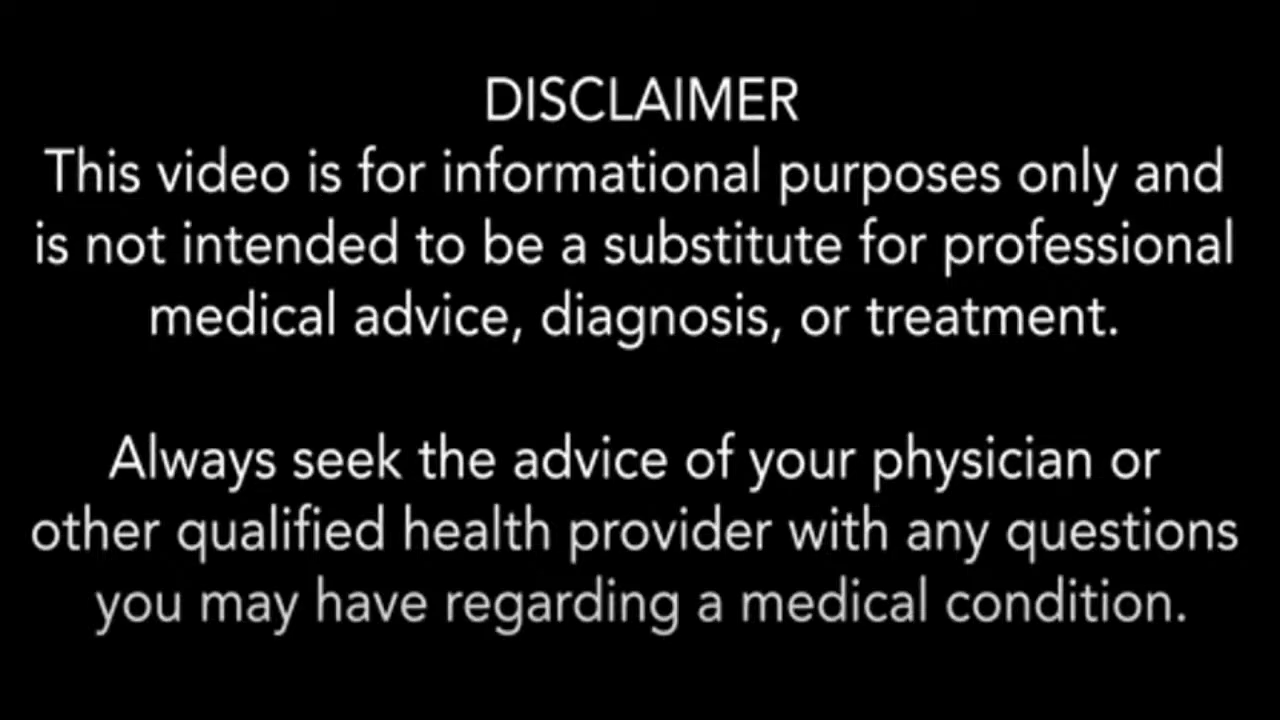 DISCLAIMER
This video is for informational purposes only and
is not intended to be a substitute for professional
medical advice, diagnosis, or treatment.
Always seek the advice of your physician or
other qualified health provider with any questions
you may have regarding a medical condition.